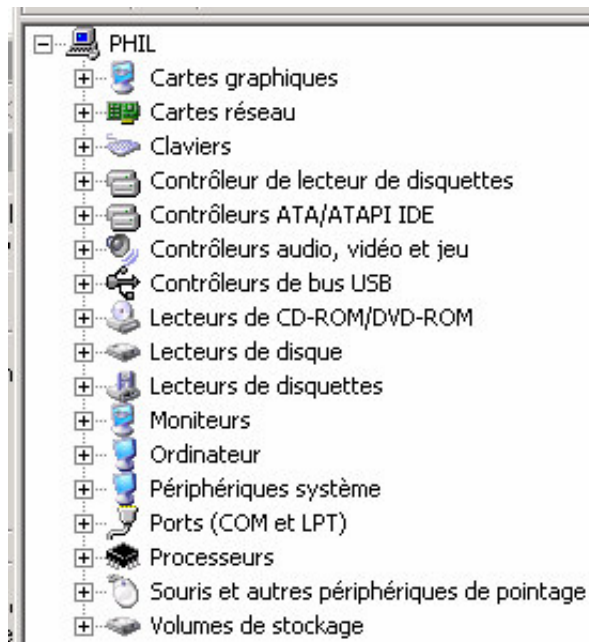 PHIL
Cartes graphiques
Cartes réseau
Claviers
Contrôleur de lecteur de disquettes
Contrôleurs ATA/ATAPI IDE
Contrôleurs audio, vidéo et jeu
Contrôleurs de bus USB
Lecteurs de CD-ROM/DVD-ROM
Lecteurs de disque
Lecteurs de disquettes
Moniteurs
Ordinateur
Périphériques système
Ports (COM et LPT)
Processeurs
Souris et autres périphériques de pointage
Volumes de stockage